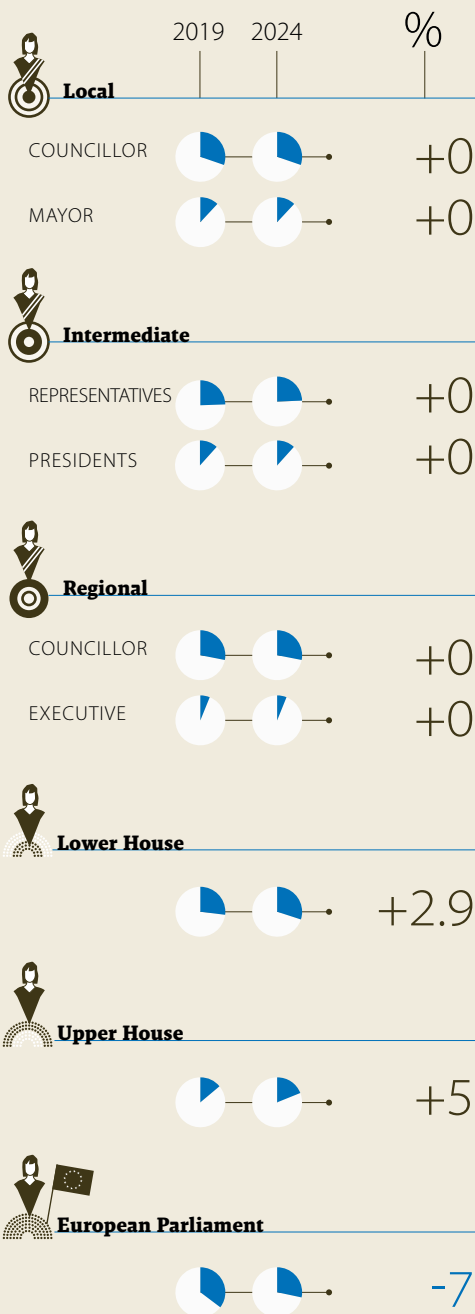 2019 2024 %
Local
COUNCILLOR +0
MAYOR +0
Intermediate
REPRESENTATIVES +0
PRESIDENTS +0
Regional
COUNCILLOR +0
EXECUTIVE +0
Lower House
+2.9
Upper House
+5
European Parliament
-7